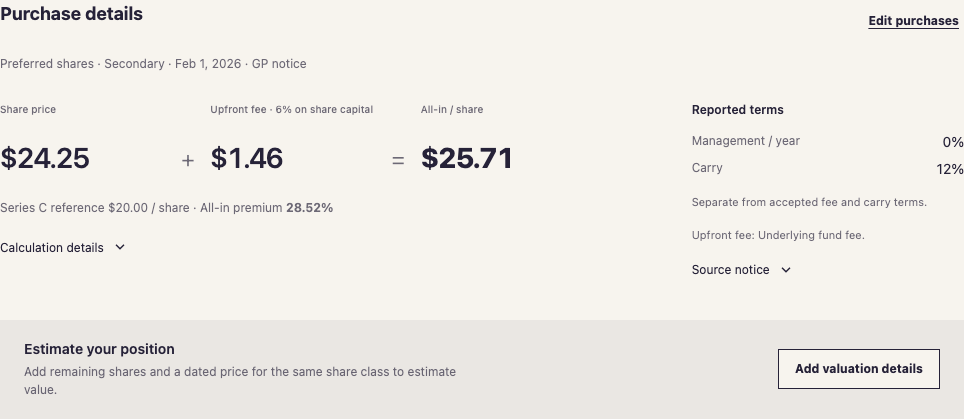 Purchase details
Edit purchases
Preferred shares · Secondary · Feb 1, 2026 · GP notice
Share price
Upfront fee · 6% on share capital
All-in / share
$24.25 + $1.46 = $25.71
Series C reference $20.00 / share · All-in premium 28.52%
Calculation details
Reported terms
Management / year 0%
Carry 12%
Separate from accepted fee and carry terms.
Upfront fee: Underlying fund fee.
Source notice
Estimate your position
Add remaining shares and a dated price for the same share class to estimate
value.
Add valuation details